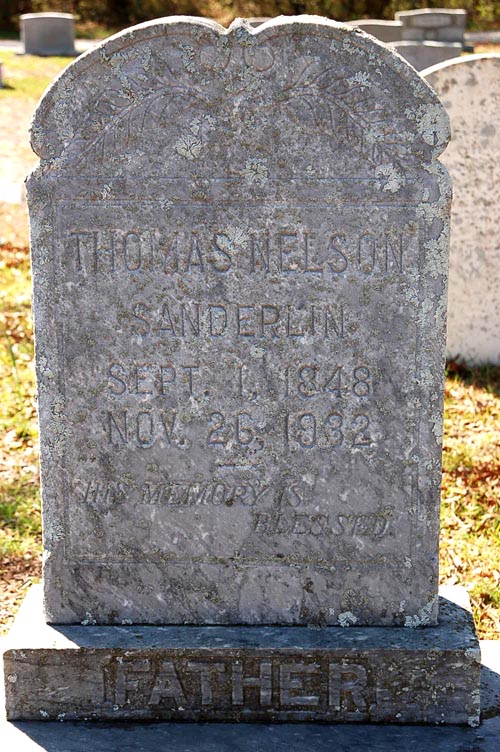 THOMAS NELSON
SANDERLIN
SEPT. 1, 1848
NOV. 26, 1932
HIS MEMORY IS
BLESSED.
FATHER